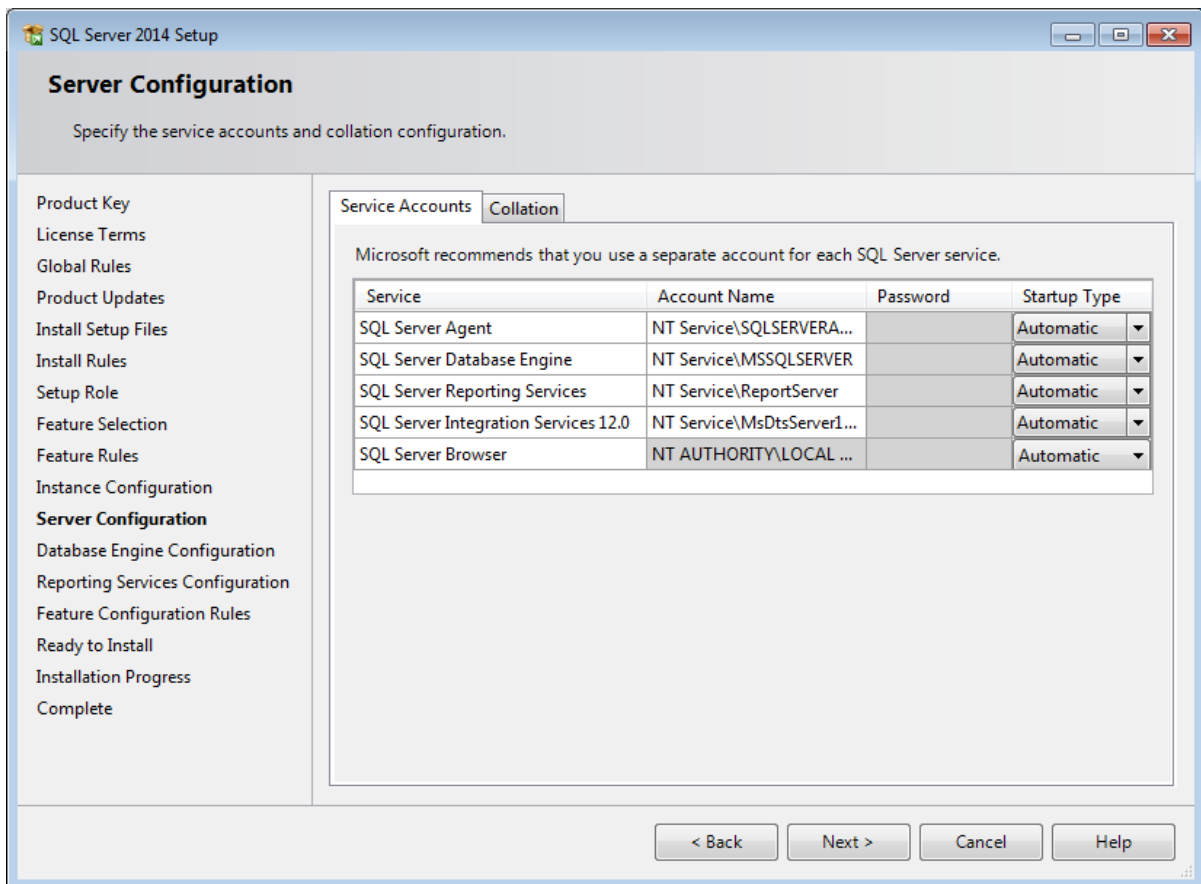 SQL Server 2014 Setup
Server Configuration
Specify the service accounts and collation configuration.
Product Key
License Terms
Global Rules
Product Updates
Install Setup Files
Install Rules
Setup Role
Feature Selection
Feature Rules
Instance Configuration
Server Configuration
Database Engine Configuration
Reporting Services Configuration
Feature Configuration Rules
Ready to Install
Installation Progress
Complete
Service Accounts Collation
Microsoft recommends that you use a separate account for each SQL Server service.
Service Account Name Password Startup Type
SQL Server Agent NT Service\SQLSERVERA... Automatic
SQL Server Database Engine NT Service\MSSQLSERVER Automatic
SQL Server Reporting Services NT Service\ReportServer Automatic
SQL Server Integration Services 12.0 NT Service\MsDtsServer1... Automatic
SQL Server Browser NT AUTHORITY\LOCAL ... Automatic
< Back Next > Cancel Help